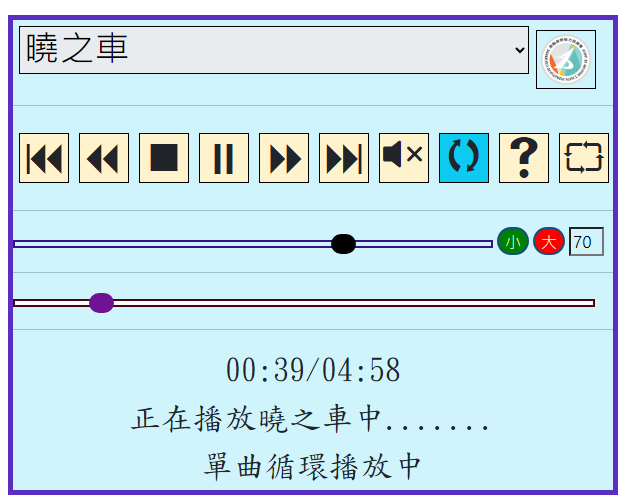 曉之車
小 大 70
00:39/04:58
正在播放曉之車中.......
單曲循環播放中